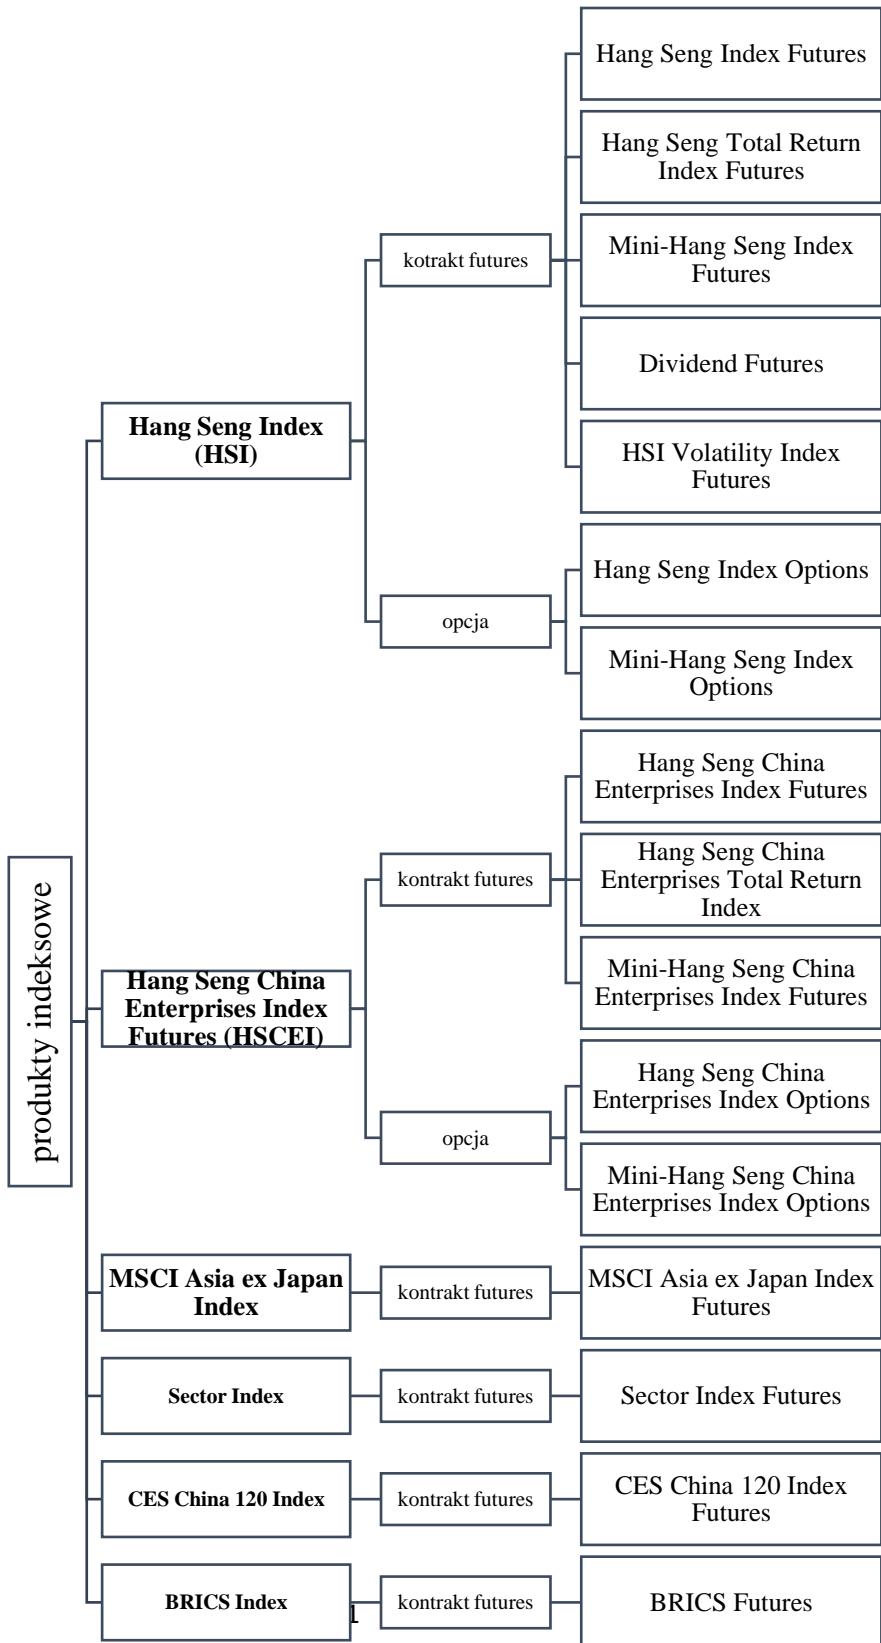 produkty indeksowe
Hang Seng Index
(HSI)
kotrakt futures
Hang Seng Index Futures
Hang Seng Total Return
Index Futures
Mini-Hang Seng Index
Futures
Dividend Futures
HSI Volatility Index
Futures
opcja
Hang Seng Index Options
Mini-Hang Seng Index
Options
Hang Seng China
Enterprises Index
Futures (HSCEI)
kontrakt futures
Hang Seng China
Enterprises Index Futures
Hang Seng China
Enterprises Total Return
Index
Mini-Hang Seng China
Enterprises Index Futures
opcja
Hang Seng China
Enterprises Index Options
Mini-Hang Seng China
Enterprises Index Options
MSCI Asia ex Japan
Index
kontrakt futures
MSCI Asia ex Japan Index
Futures
Sector Index
kontrakt futures
Sector Index Futures
CES China 120 Index
kontrakt futures
CES China 120 Index
Futures
BRICS Index
kontrakt futures
BRICS Futures
1